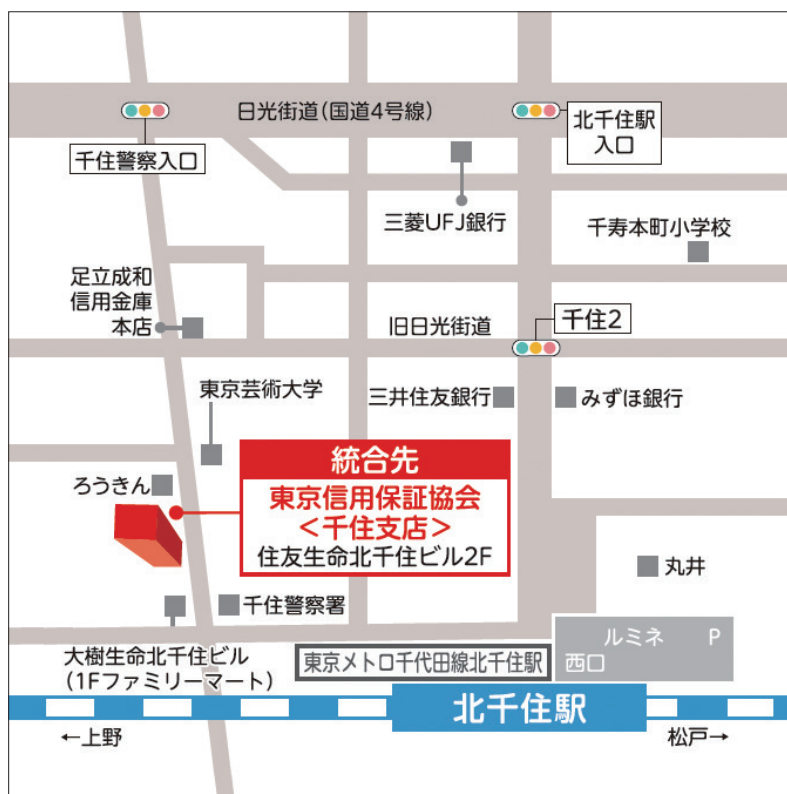 日光街道(国道4号線)
北千住駅
入口
千住警察入口
三菱UFJ銀行
千寿本町小学校
足立成和
信用金庫
本店
旧日光街道
千住2
東京芸術大学
三井住友銀行
みずほ銀行
ろうきん
統合先
東京信用保証協会
<千住支店>
住友生命北千住ビル2F
丸井
千住警察署
大樹生命北千住ビル
(1Fファミリーマート)
東京メトロ千代田線北千住駅
ルミネ P
西口
北千住駅
←上野
松戸→